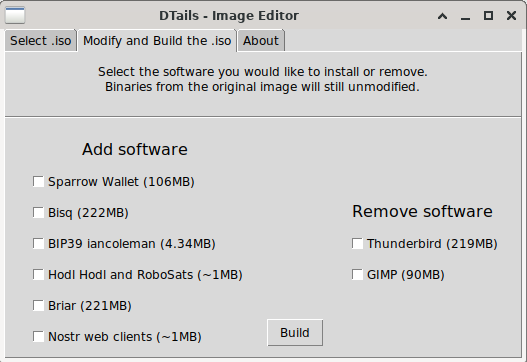 DTails - Image Editor
Select .iso
Modify and Build the .iso
About
Select the software you would like to install or remove.
Binaries from the original image will still unmodified.
Add software
Sparrow Wallet (106MB)
Bisq (222MB)
BIP39 iancoleman (4.34MB)
Hodl Hodl and RoboSats (~1MB)
Briar (221MB)
Nostr web clients (~1MB)
Remove software
Thunderbird (219MB)
GIMP (90MB)
Build